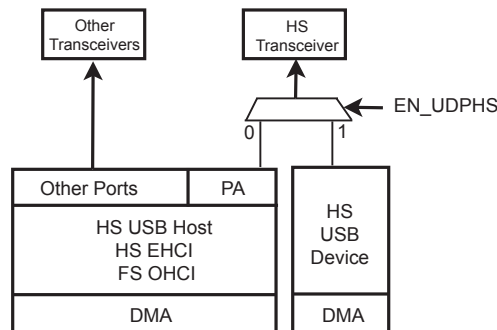 Other
Transceivers
HS
Transceiver
EN_UDPHS
0
1
Other Ports
PA
HS USB Host
HS EHCI
FS OHCI
DMA
HS
USB
Device
DMA